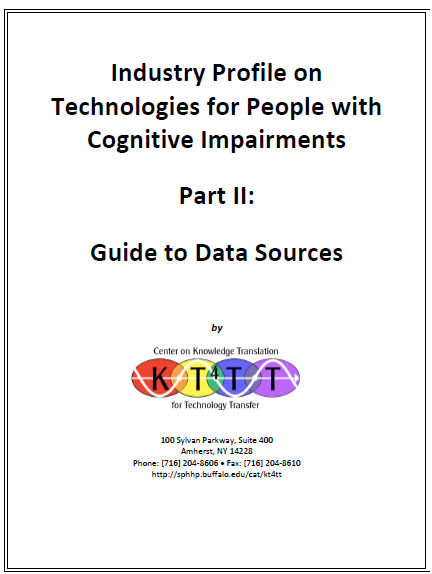 Industry Profile on
Technologies for People with
Cognitive Impairments
Part II:
Guide to Data Sources
by
Center on Knowledge Translation
KT4TT
for Technology Transfer
100 Sylvan Parkway, Suite 400
Amherst, NY 14228
Phone: [716] 204-8606 • Fax: [716] 204-8610
http://sphhp.buffalo.edu/cat/kt4tt